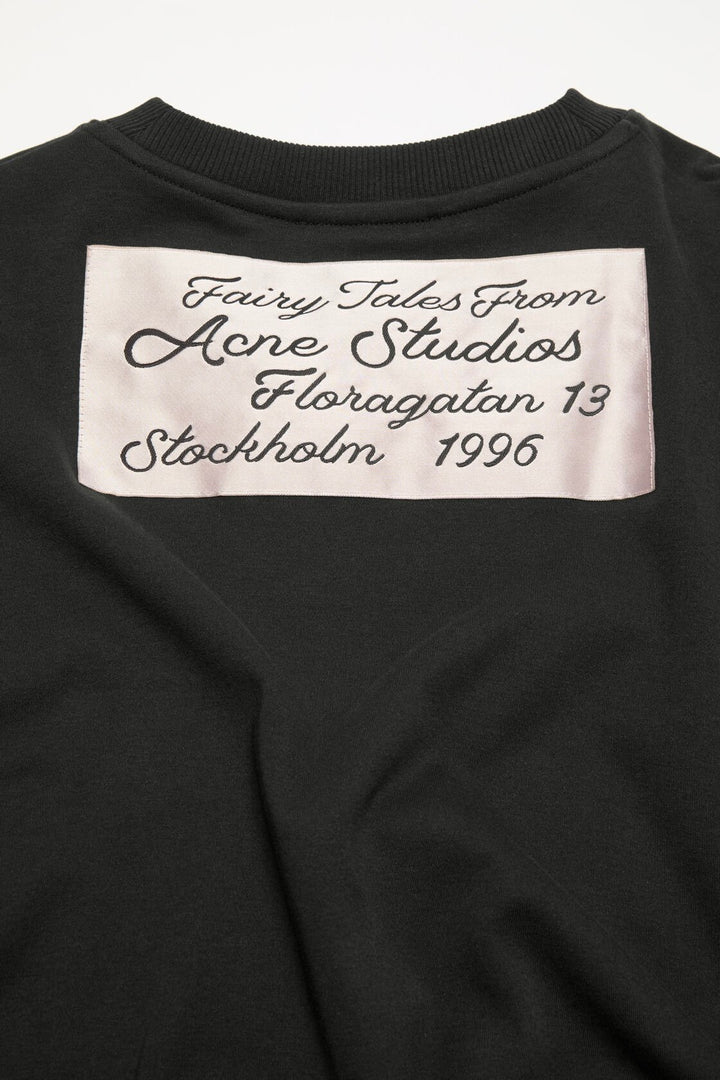 Fairy Tales From
Acne Studios
Floragatan 13
Stockholm 1996